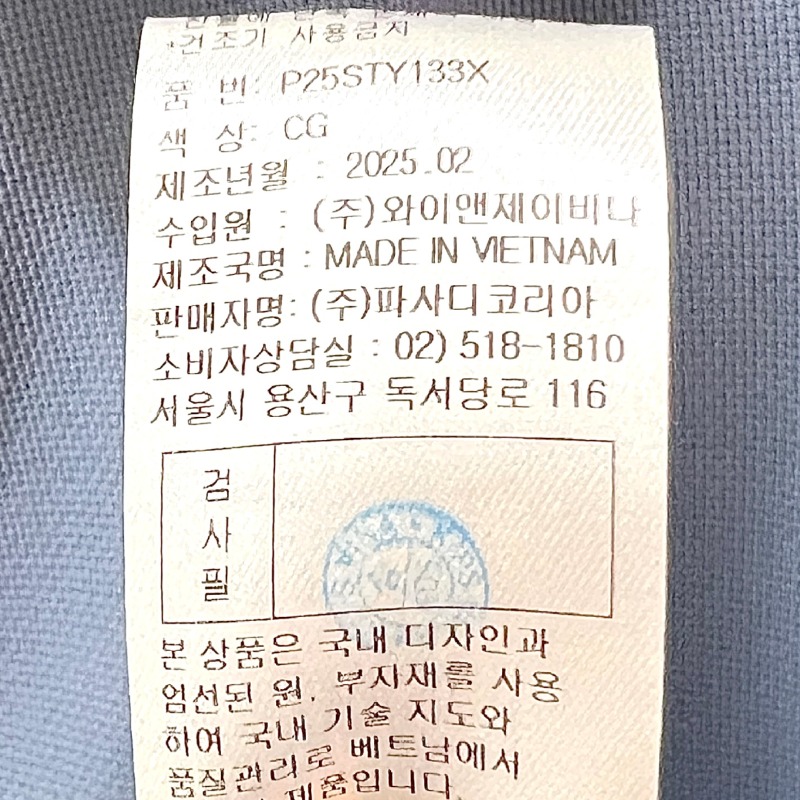 건조기 사용금지
품 번: P25STY133X
색 상: CG
제조년월 : 2025.02
수입원 : (주)와이앤제이비나
제조국명 : MADE IN VIETNAM
판매자명: (주)파사디코리아
소비자상담실 : 02) 518-1810
서울시 용산구 독서당로 116
검
사
필
본 상품은 국내 디자인과
엄선된 원, 부자재를 사용
하여 국내 기술 지도와
품질관리로 베트남에서
제품입니다.